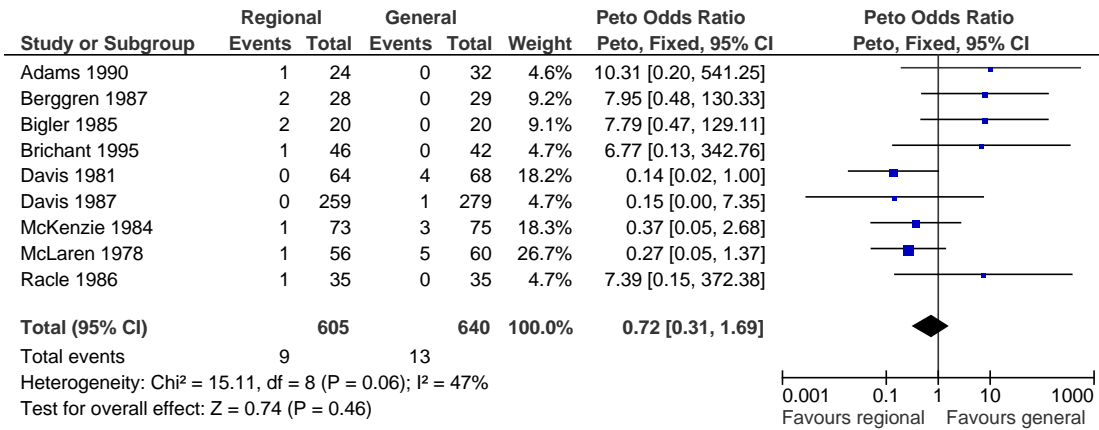 Regional General Peto Odds Ratio Peto Odds Ratio
Study or Subgroup Events Total Events Total Weight Peto, Fixed, 95% CI Peto, Fixed, 95% CI
Adams 1990 1 24 0 32 4.6% 10.31 [0.20, 541.25]
Berggren 1987 2 28 0 29 9.2% 7.95 [0.48, 130.33]
Bigler 1985 2 20 0 20 9.1% 7.79 [0.47, 129.11]
Brichant 1995 1 46 0 42 4.7% 6.77 [0.13, 342.76]
Davis 1981 0 64 4 68 18.2% 0.14 [0.02, 1.00]
Davis 1987 0 259 1 279 4.7% 0.15 [0.00, 7.35]
McKenzie 1984 1 73 3 75 18.3% 0.37 [0.05, 2.68]
McLaren 1978 1 56 5 60 26.7% 0.27 [0.05, 1.37]
Racle 1986 1 35 0 35 4.7% 7.39 [0.15, 372.38]
Total (95% CI) 605 640 100.0% 0.72 [0.31, 1.69]
Total events 9 13
Heterogeneity: Chi² = 15.11, df = 8 (P = 0.06); I² = 47%
Test for overall effect: Z = 0.74 (P = 0.46)
0.001 0.1 1 10 1000
Favours regional Favours general